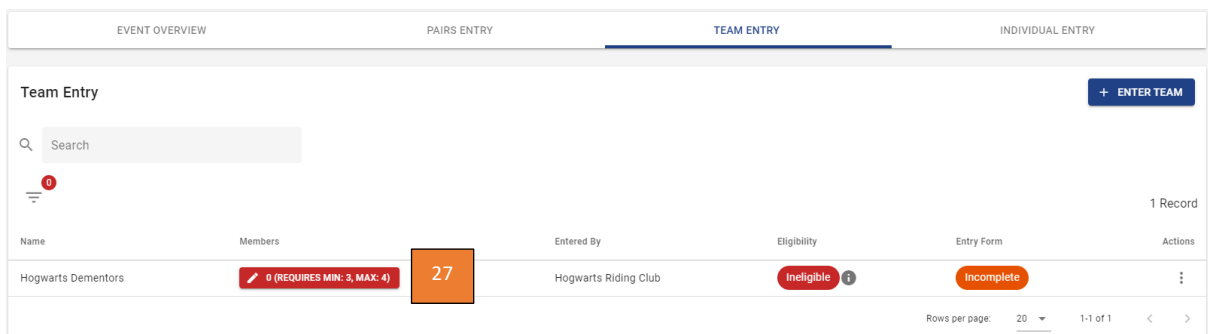 EVENT OVERVIEW PAIRS ENTRY TEAM ENTRY INDIVIDUAL ENTRY
Team Entry
+ ENTER TEAM
Search
0
1 Record
Name Members Entered By Eligibility Entry Form Actions
Hogwarts Dementors 0 (REQUIRES MIN: 3, MAX: 4) 27 Hogwarts Riding Club Ineligible i Incomplete
Rows per page: 20 1-1 of 1